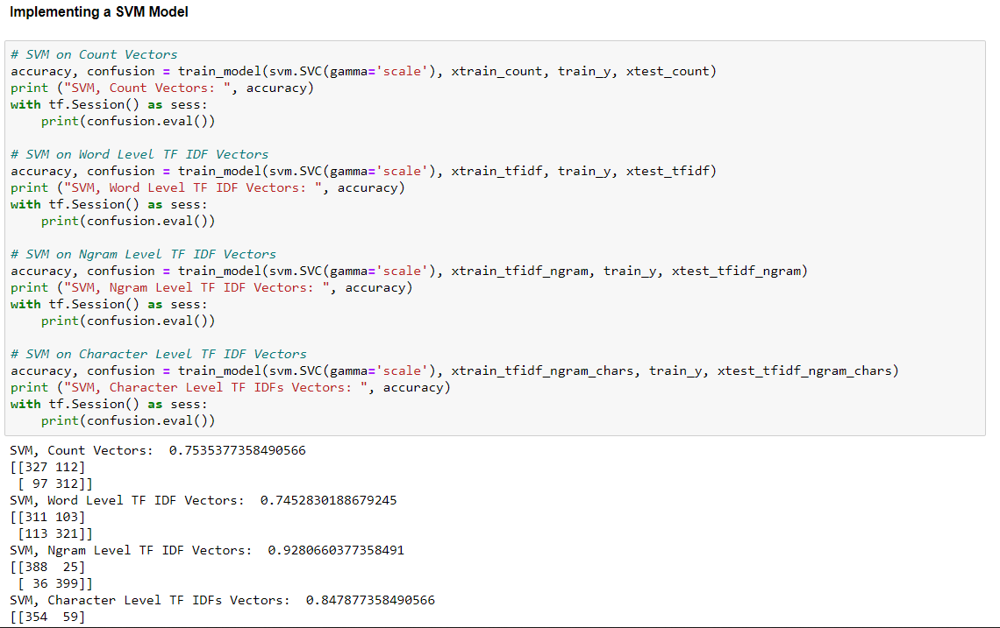 Implementing a SVM Model
# SVM on Count Vectors
accuracy, confusion = train_model(svm.SVC(gamma='scale'), xtrain_count, train_y, xtest_count)
print ("SVM, Count Vectors: ", accuracy)
with tf.Session() as sess:
    print(confusion.eval())
# SVM on Word Level TF IDF Vectors
accuracy, confusion = train_model(svm.SVC(gamma='scale'), xtrain_tfidf, train_y, xtest_tfidf)
print ("SVM, Word Level TF IDF Vectors: ", accuracy)
with tf.Session() as sess:
    print(confusion.eval())
# SVM on Ngram Level TF IDF Vectors
accuracy, confusion = train_model(svm.SVC(gamma='scale'), xtrain_tfidf_ngram, train_y, xtest_tfidf_ngram)
print ("SVM, Ngram Level TF IDF Vectors: ", accuracy)
with tf.Session() as sess:
    print(confusion.eval())
# SVM on Character Level TF IDF Vectors
accuracy, confusion = train_model(svm.SVC(gamma='scale'), xtrain_tfidf_ngram_chars, train_y, xtest_tfidf_ngram_chars)
print ("SVM, Character Level TF IDFs Vectors: ", accuracy)
with tf.Session() as sess:
    print(confusion.eval())
SVM, Count Vectors:  0.7535377358490566
[[327 112]
 [ 97 312]]
SVM, Word Level TF IDF Vectors:  0.7452830188679245
[[311 103]
 [113 321]]
SVM, Ngram Level TF IDF Vectors:  0.9280660377358491
[[388  25]
 [ 36 399]]
SVM, Character Level TF IDFs Vectors:  0.847877358490566
[[354  59]